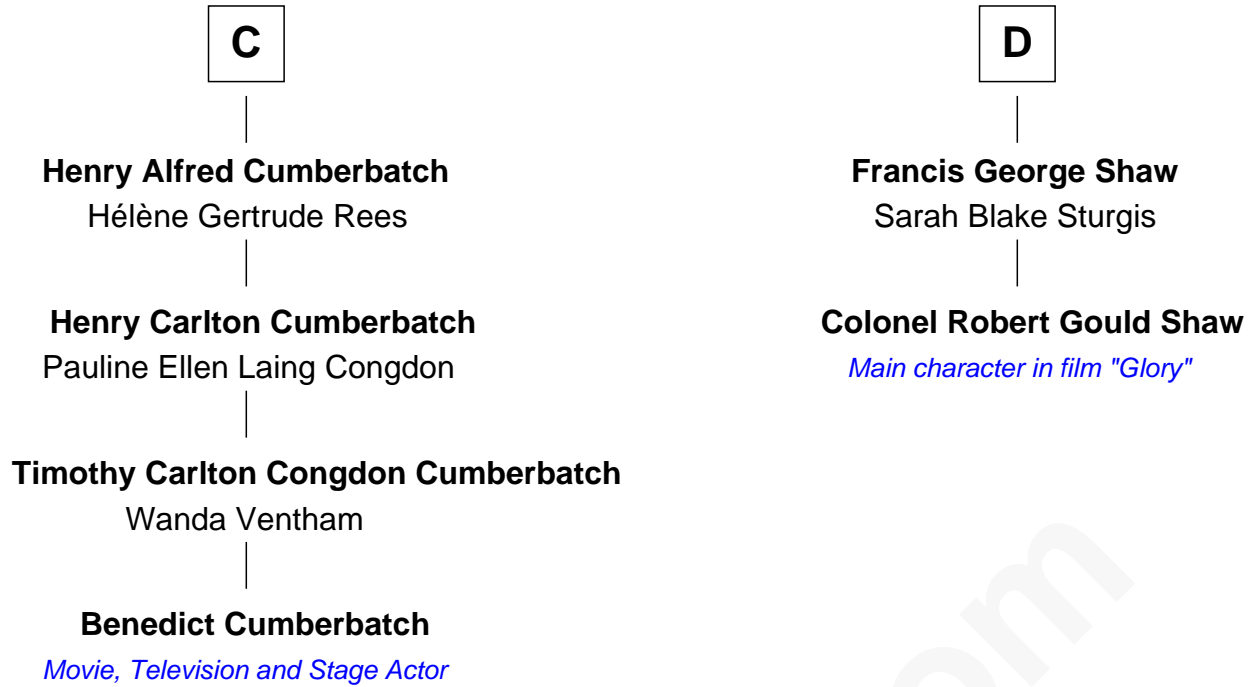 C
Henry Alfred Cumberbatch
Hélène Gertrude Rees
Henry Carlton Cumberbatch
Pauline Ellen Laing Congdon
Timothy Carlton Congdon Cumberbatch
Wanda Ventham
Benedict Cumberbatch
Movie, Television and Stage Actor
D
Francis George Shaw
Sarah Blake Sturgis
Colonel Robert Gould Shaw
Main character in film "Glory"
om